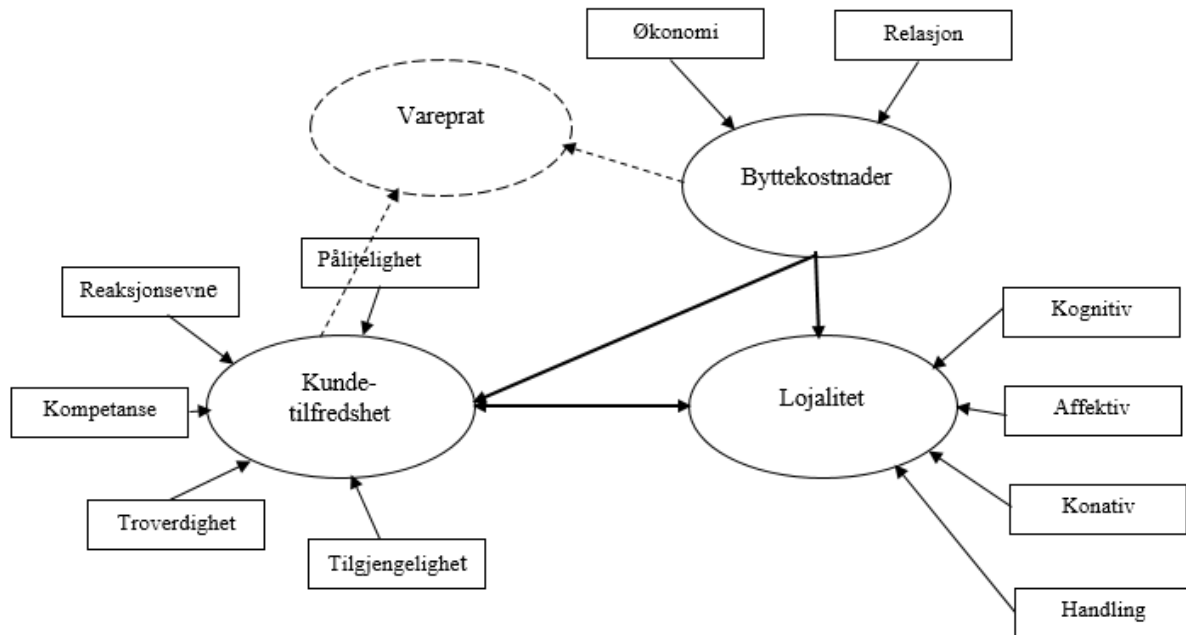 Økonomi
Relasjon
Vareprat
Byttekostnader
Pålitelighet
Reaksjonsevne
Kognitiv
Kunde-
tilfredshet
Lojalitet
Kompetanse
Affektiv
Konativ
Troverdighet
Tilgjengelighet
Handling